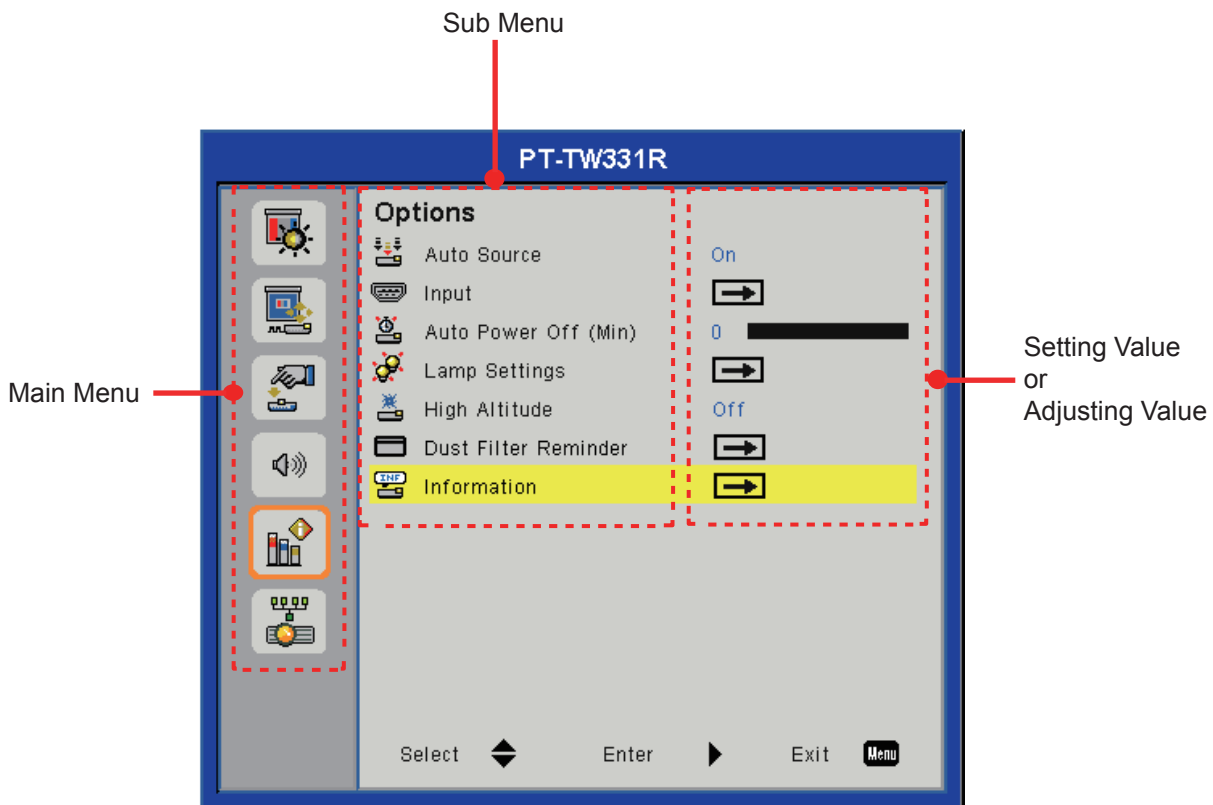 Sub Menu
PT-TW331R
Options
Auto Source On
Input
Auto Power Off (Min) 0
Lamp Settings
High Altitude Off
Dust Filter Reminder
INF
Information
Main Menu
Setting Value
or
Adjusting Value
Select Enter Exit Menu